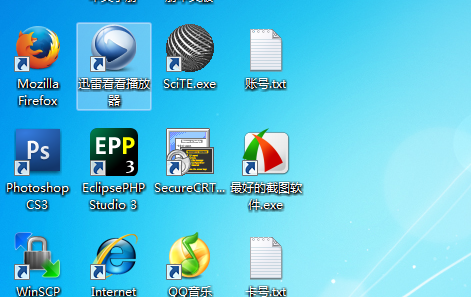 Mozilla
Firefox
迅雷看看播放
器
SciTE.exe
账号.txt
Ps
Photoshop
CS3
EPP
3
EclipsePHP
Studio 3
SecureCRT...
最好的截图软
件.exe
WinSCP
Internet
QQ音乐
卡号.txt